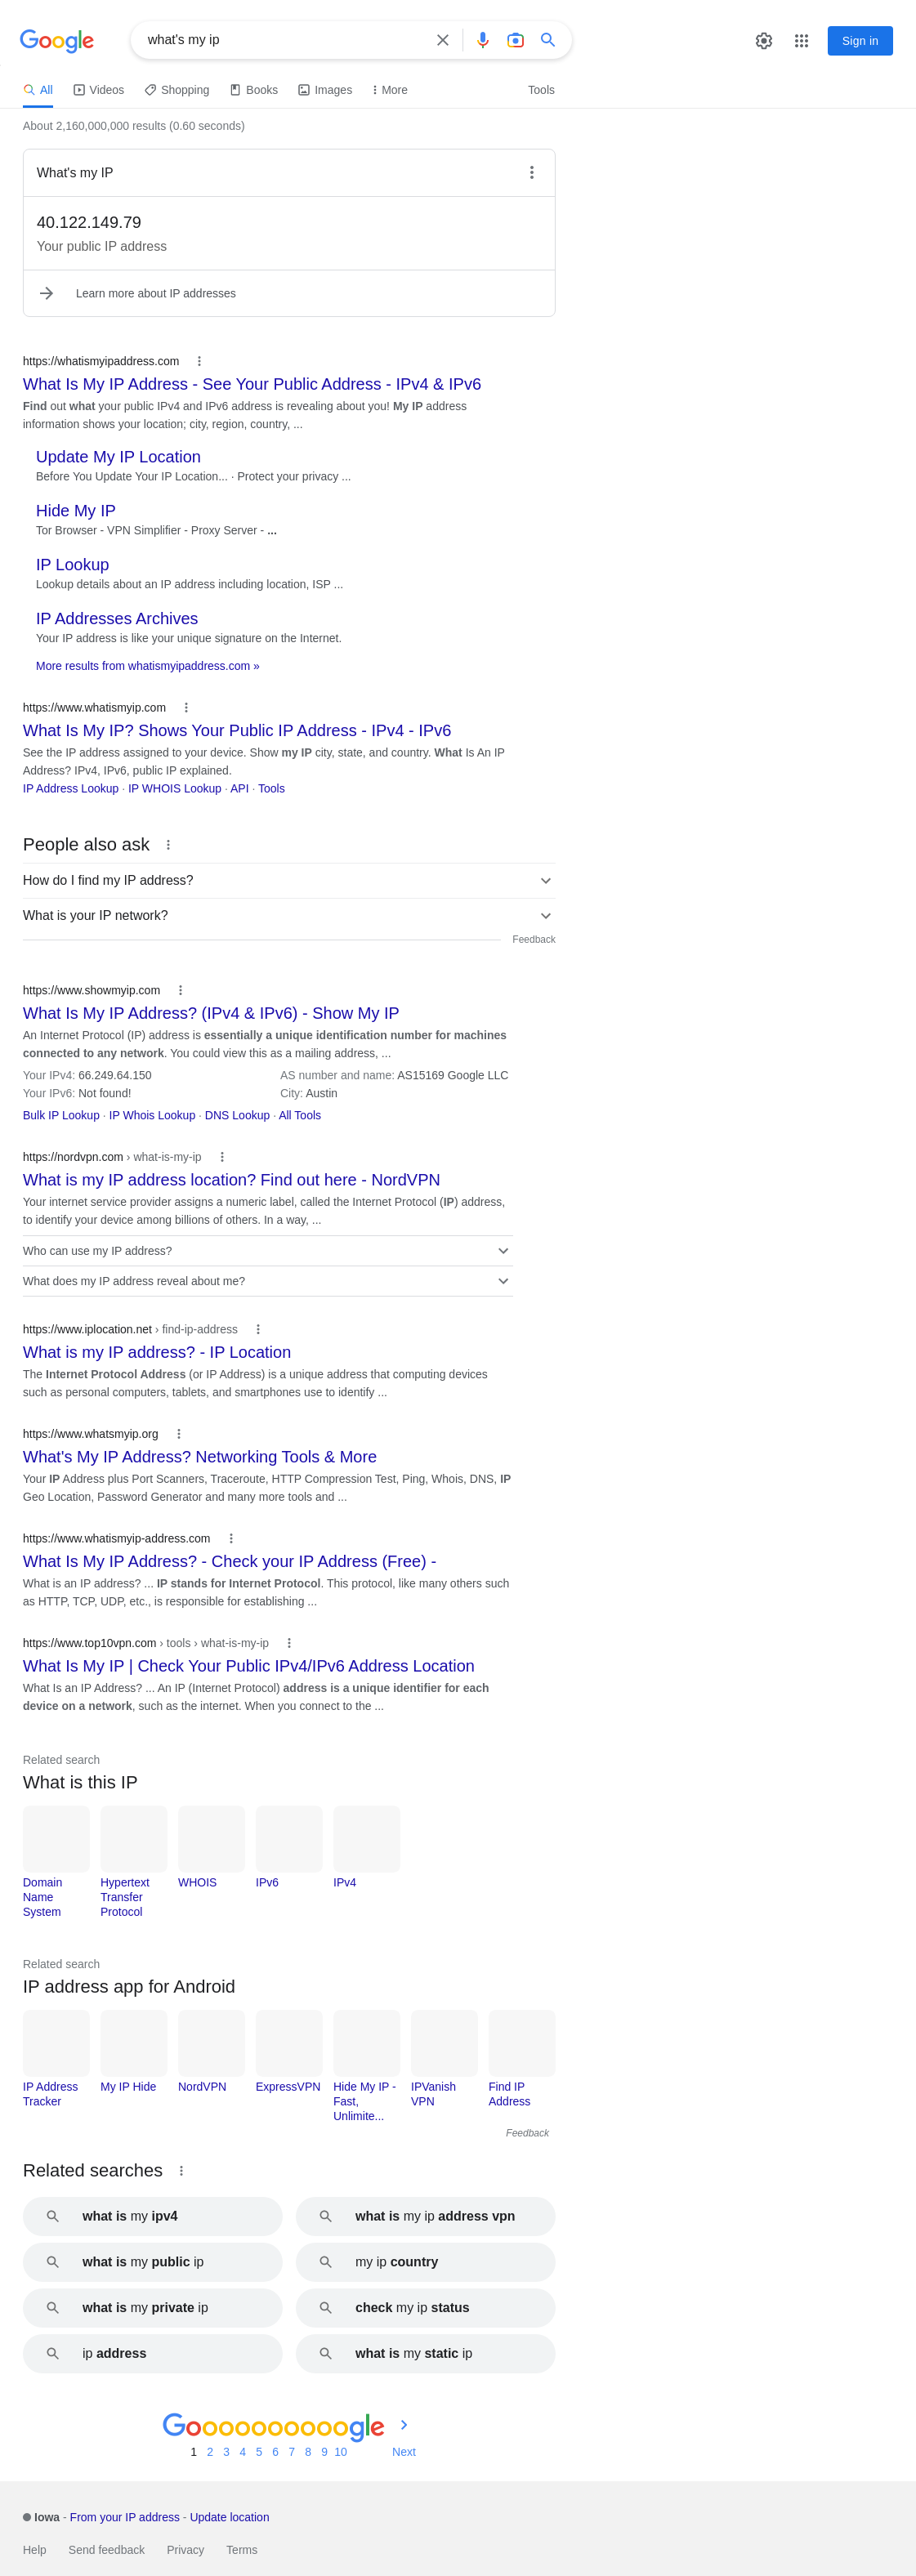 Google
what's my ip
Sign in
All
Videos
Shopping
Books
Images
More
Tools
About 2,160,000,000 results (0.60 seconds)
What's my IP
40.122.149.79
Your public IP address
Learn more about IP addresses
https://whatismyipaddress.com
What Is My IP Address - See Your Public Address - IPv4 & IPv6
Find out what your public IPv4 and IPv6 address is revealing about you! My IP address
information shows your location; city, region, country, ...
Update My IP Location
Before You Update Your IP Location... · Protect your privacy ...
Hide My IP
Tor Browser - VPN Simplifier - Proxy Server - ...
IP Lookup
Lookup details about an IP address including location, ISP ...
IP Addresses Archives
Your IP address is like your unique signature on the Internet.
More results from whatismyipaddress.com »
https://www.whatismyip.com
What Is My IP? Shows Your Public IP Address - IPv4 - IPv6
See the IP address assigned to your device. Show my IP city, state, and country. What Is An IP
Address? IPv4, IPv6, public IP explained.
IP Address Lookup · IP WHOIS Lookup · API · Tools
People also ask
How do I find my IP address?
What is your IP network?
Feedback
https://www.showmyip.com
What Is My IP Address? (IPv4 & IPv6) - Show My IP
An Internet Protocol (IP) address is essentially a unique identification number for machines
connected to any network. You could view this as a mailing address, ...
Your IPv4: 66.249.64.150
AS number and name: AS15169 Google LLC
Your IPv6: Not found!
City: Austin
Bulk IP Lookup · IP Whois Lookup · DNS Lookup · All Tools
https://nordvpn.com › what-is-my-ip
What is my IP address location? Find out here - NordVPN
Your internet service provider assigns a numeric label, called the Internet Protocol (IP) address,
to identify your device among billions of others. In a way, ...
Who can use my IP address?
What does my IP address reveal about me?
https://www.iplocation.net › find-ip-address
What is my IP address? - IP Location
The Internet Protocol Address (or IP Address) is a unique address that computing devices
such as personal computers, tablets, and smartphones use to identify ...
https://www.whatsmyip.org
What's My IP Address? Networking Tools & More
Your IP Address plus Port Scanners, Traceroute, HTTP Compression Test, Ping, Whois, DNS, IP
Geo Location, Password Generator and many more tools and ...
https://www.whatismyip-address.com
What Is My IP Address? - Check your IP Address (Free) -
What is an IP address? ... IP stands for Internet Protocol. This protocol, like many others such
as HTTP, TCP, UDP, etc., is responsible for establishing ...
https://www.top10vpn.com › tools › what-is-my-ip
What Is My IP | Check Your Public IPv4/IPv6 Address Location
What Is an IP Address? ... An IP (Internet Protocol) address is a unique identifier for each
device on a network, such as the internet. When you connect to the ...
Related search
What is this IP
Domain
Name
System
Hypertext
Transfer
Protocol
WHOIS
IPv6
IPv4
Related search
IP address app for Android
IP Address
Tracker
My IP Hide
NordVPN
ExpressVPN
Hide My IP -
Fast,
Unlimite...
IPVanish
VPN
Find IP
Address
Feedback
Related searches
what is my ipv4
what is my ip address vpn
what is my public ip
my ip country
what is my private ip
check my ip status
ip address
what is my static ip
Goooooooooogle
1 2 3 4 5 6 7 8 9 10 Next
Iowa - From your IP address - Update location
Help
Send feedback
Privacy
Terms